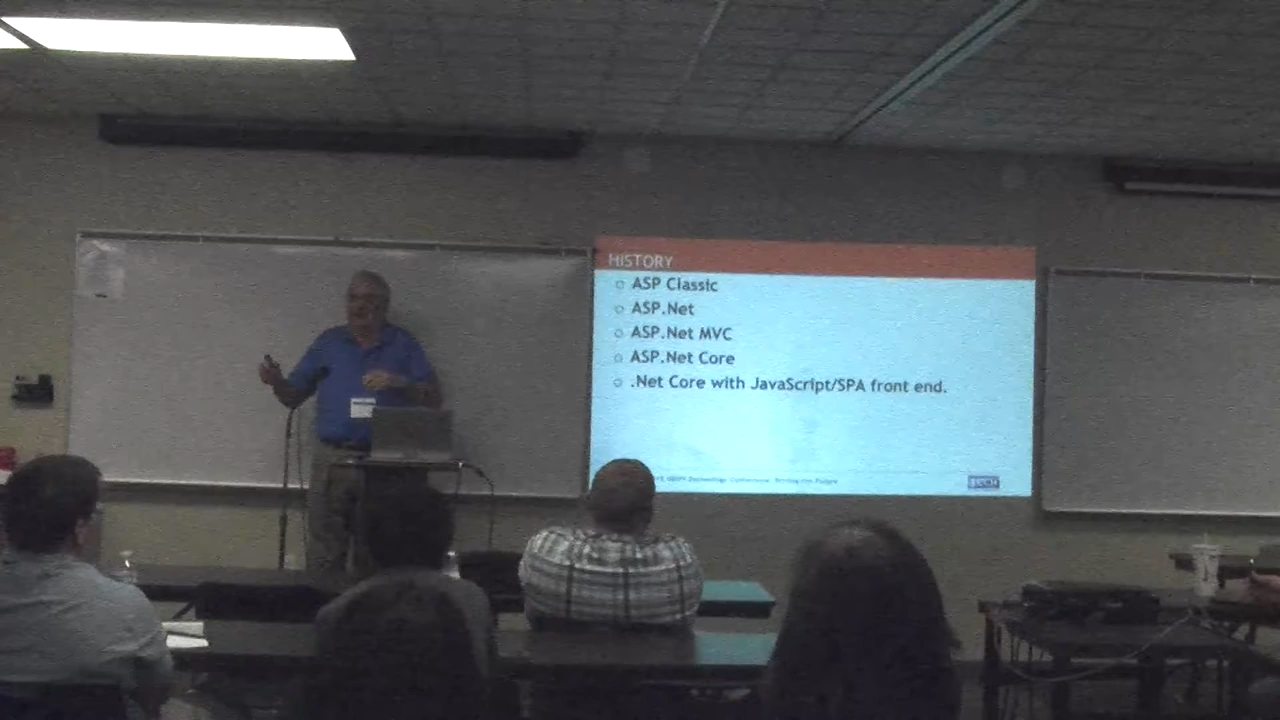 HISTORY
ASP Classic
ASP.Net
ASP.Net MVC
ASP.Net Core
.Net Core with JavaScript/SPA front end.